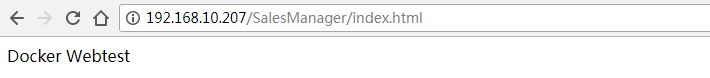 192.168.10.207/SalesManager/index.html
Docker Webtest